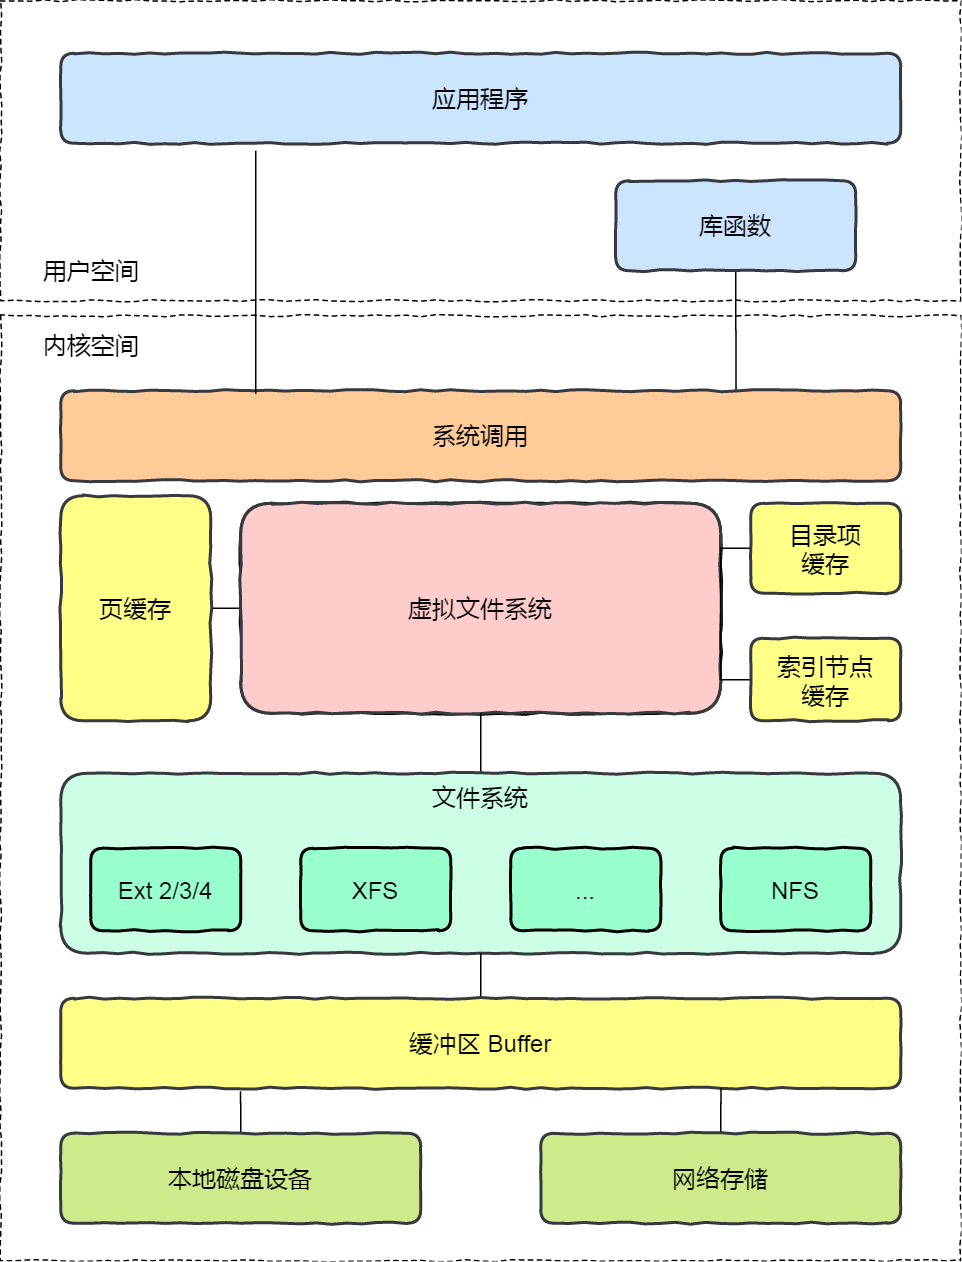 应用程序
库函数
用户空间
内核空间
系统调用
页缓存
虚拟文件系统
目录项
缓存
索引节点
缓存
文件系统
Ext 2/3/4
XFS
...
NFS
缓冲区 Buffer
本地磁盘设备
网络存储